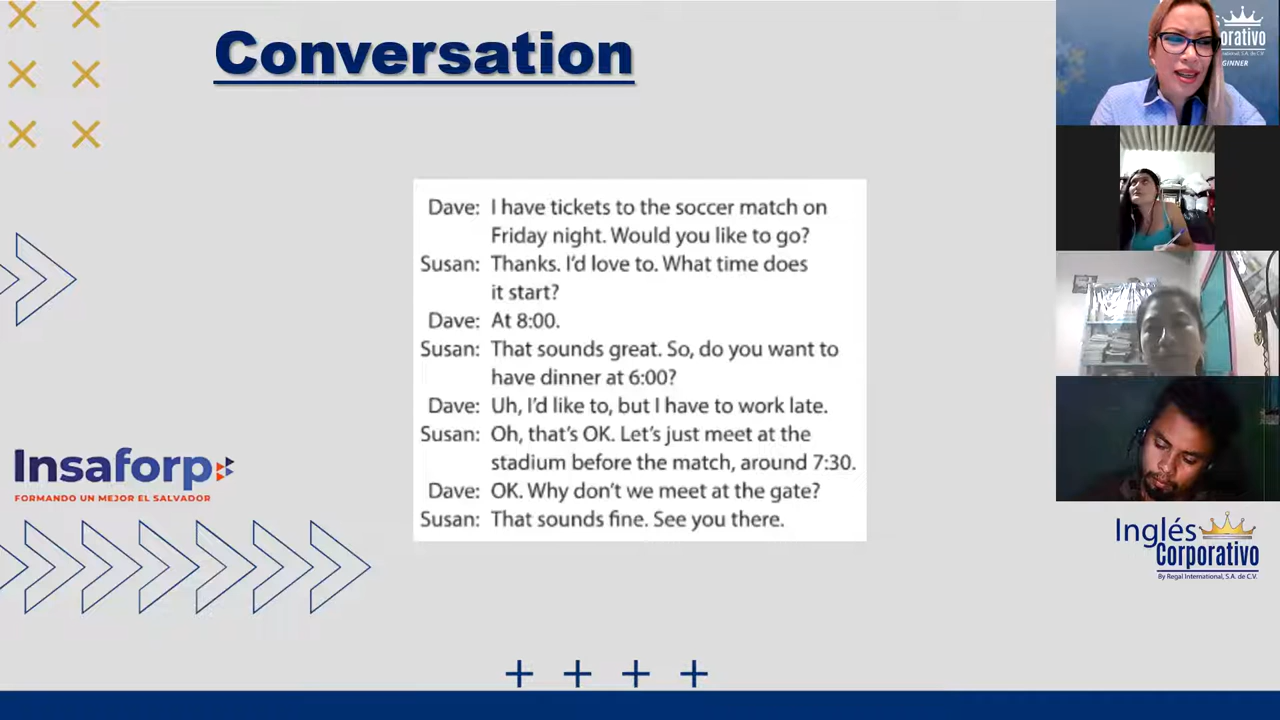 Conversation
Dave: I have tickets to the soccer match on
Friday night. Would you like to go?
Susan: Thanks. I'd love to. What time does
it start?
Dave: At 8:00.
Susan: That sounds great. So, do you want to
have dinner at 6:00?
Dave: Uh, I'd like to, but I have to work late.
Susan: Oh, that's OK. Let's just meet at the
stadium before the match, around 7:30.
Dave: OK. Why don't we meet at the gate?
Susan: That sounds fine. See you there.
Insaforp
FORMANDO UN MEJOR EL SALVADOR
orativo
GINNER
Inglés
Corporativo
By Regal International, S.A. de C.V.